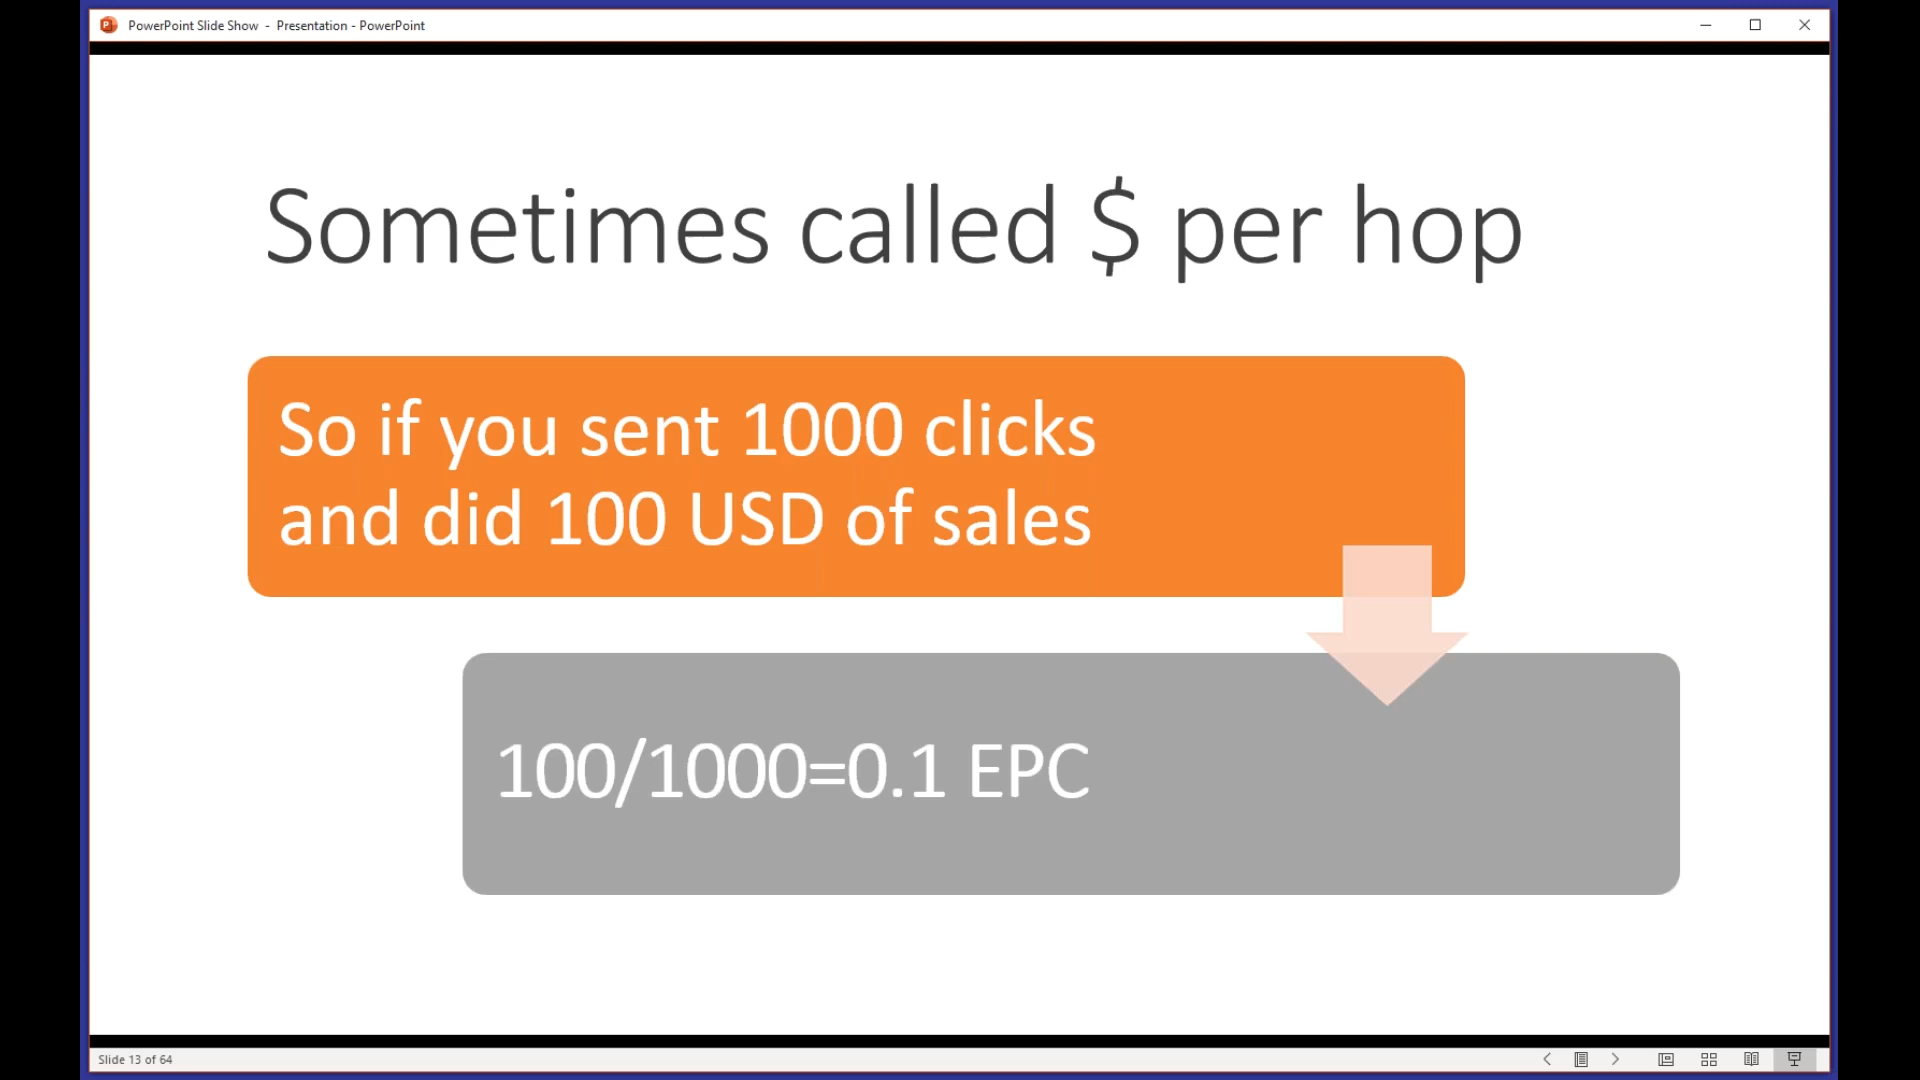 PowerPoint Slide Show - Presentation - PowerPoint
Sometimes called $ per hop
So if you sent 1000 clicks
and did 100 USD of sales
100/1000=0.1 EPC
Slide 13 of 64